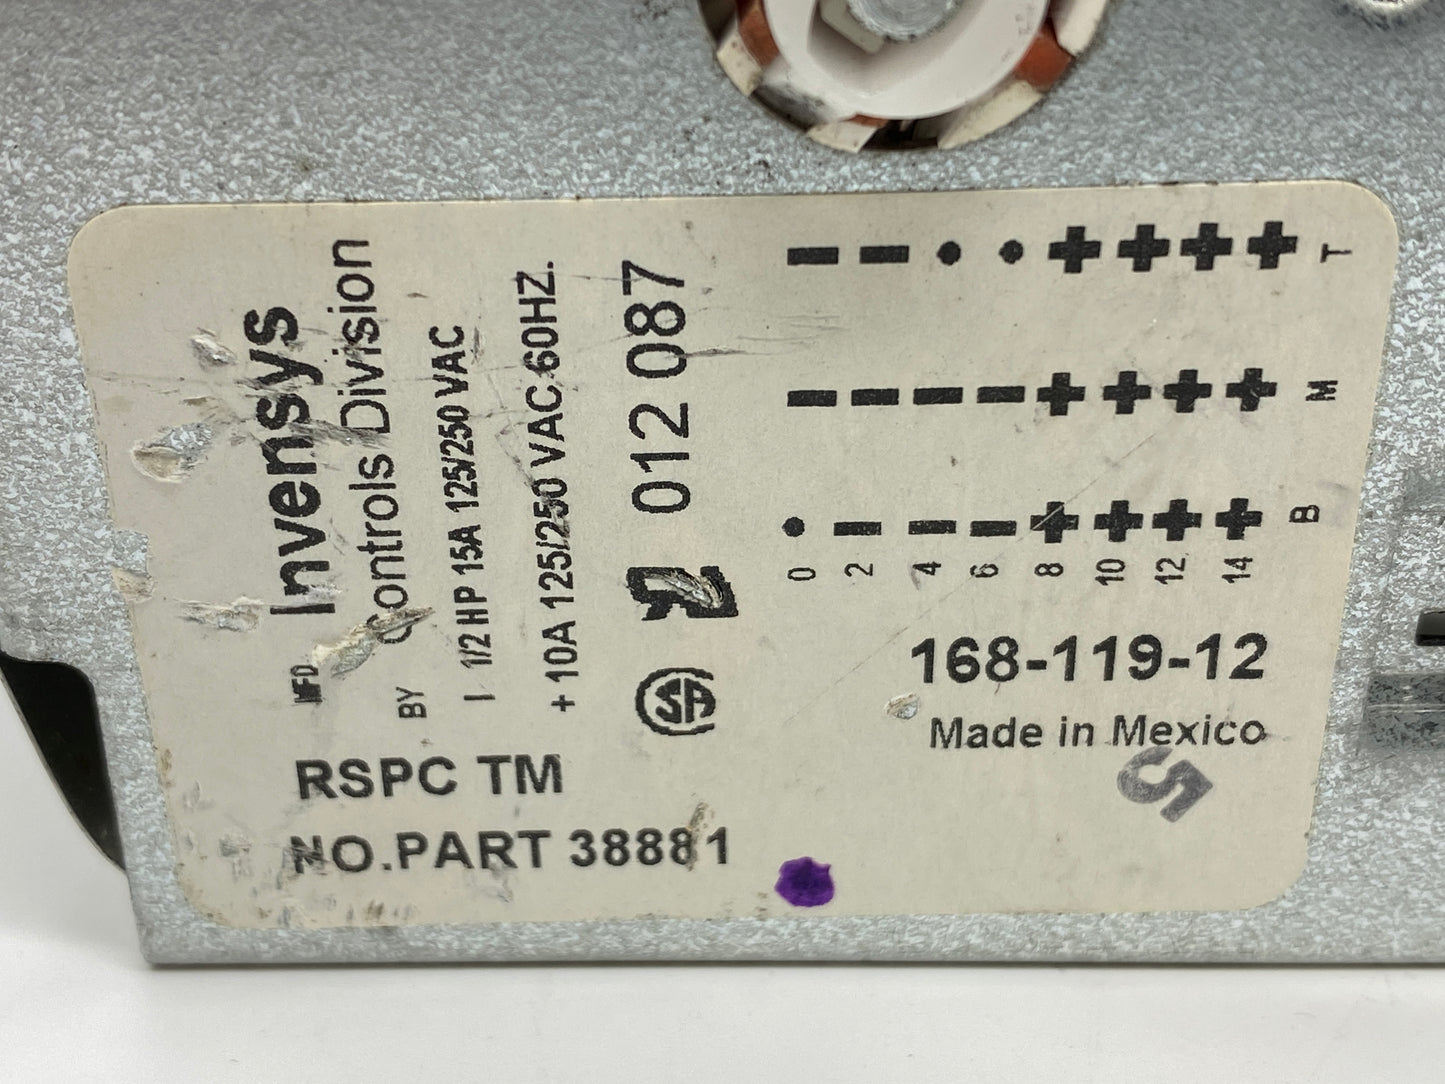 MFD Invensys
BY Controls Division
1/2 HP 15A 125/250 VAC
+ 10A 125/250 VAC 60HZ.
012 087
SA
RSPC TM
NO.PART 38881
T
M
B
0 2 4 6 8 10 12 14
168-119-12
Made in Mexico
5